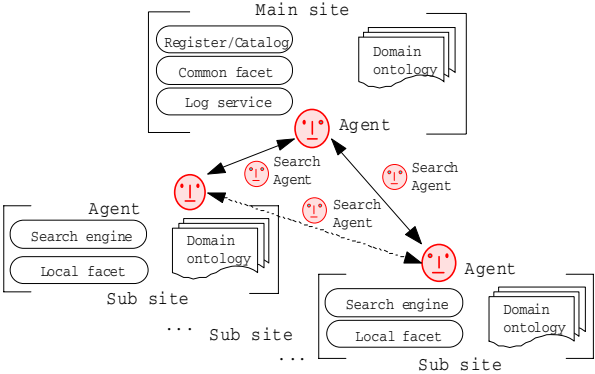 Main site
Register/Catalog
Common facet
Log service
Domain
ontology
Agent
Search
Agent
Search
Agent
Search
Agent
Agent
Search engine
Local facet
Domain
ontology
Sub site
Agent
Search engine
Local facet
Domain
ontology
Sub site
...
Sub site
...